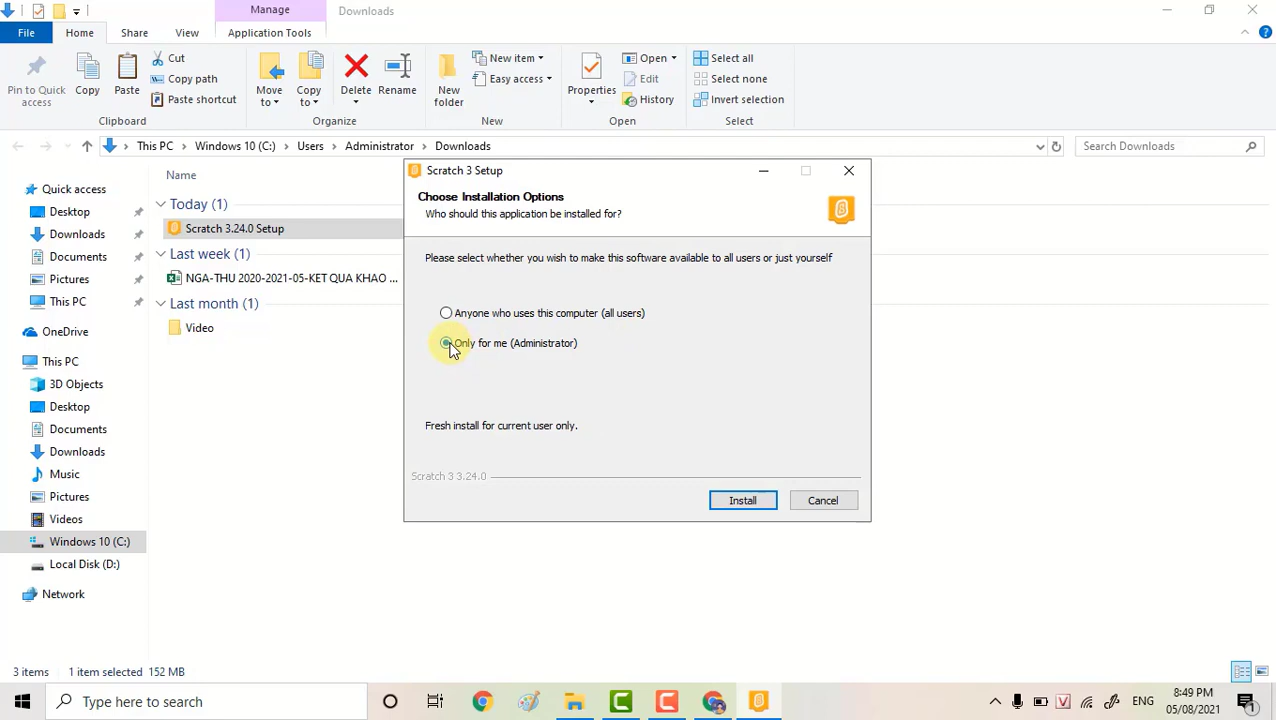 Manage
Downloads
File
Home
Share
View
Application Tools
Pin to Quick
access
Copy
Paste
Cut
Copy path
Paste shortcut
Clipboard
Move
to
Copy
to
Delete
Rename
Organize
New
folder
New item
Easy access
New
Properties
Open
Edit
History
Open
Select all
Select none
Invert selection
Select
This PC
Windows 10 (C:)
Users
Administrator
Downloads
Search Downloads
Quick access
Desktop
Downloads
Documents
Pictures
This PC
OneDrive
This PC
3D Objects
Desktop
Documents
Downloads
Music
Pictures
Videos
Windows 10 (C:)
Local Disk (D:)
Network
Name
Today (1)
Scratch 3.24.0 Setup
Last week (1)
NGA-THU 2020-2021-05-KET QUA KHAO ...
Last month (1)
Video
Scratch 3 Setup
Choose Installation Options
Who should this application be installed for?
Please select whether you wish to make this software available to all users or just yourself
Anyone who uses this computer (all users)
Only for me (Administrator)
Fresh install for current user only.
Scratch 3 3.24.0
Install
Cancel
3 items
1 item selected 152 MB
Type here to search
ENG
8:49 PM
05/08/2021
1